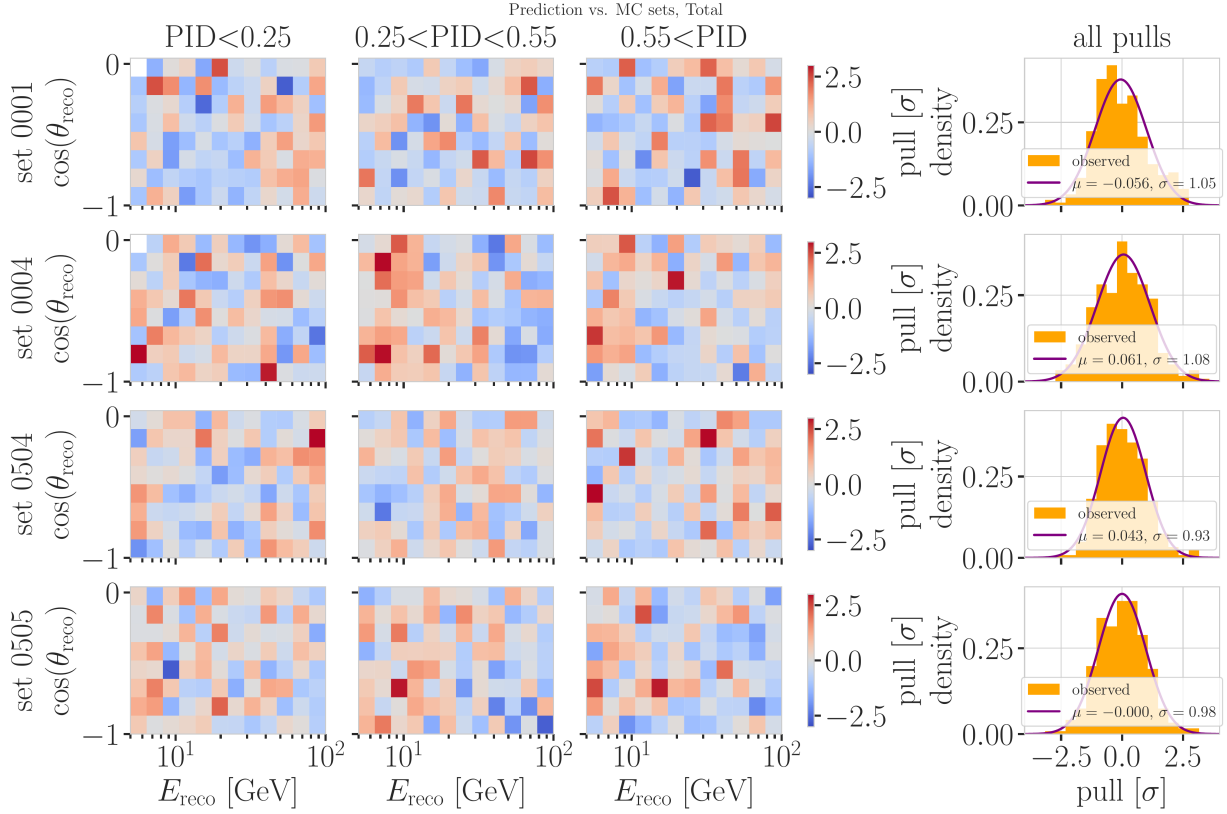 Prediction vs. MC sets, Total
PID<0.25
0.25<PID<0.55
0.55<PID
all pulls
set 0001
cos(θreco)
0
−1
2.5
0.0
−2.5
pull [σ]
density
0.25
0.00
observed
μ = −0.056, σ = 1.05
set 0004
cos(θreco)
0
−1
2.5
0.0
−2.5
pull [σ]
density
0.25
0.00
observed
μ = 0.061, σ = 1.08
set 0504
cos(θreco)
0
−1
2.5
0.0
−2.5
pull [σ]
density
0.25
0.00
observed
μ = 0.043, σ = 0.93
set 0505
cos(θreco)
0
−1
2.5
0.0
−2.5
pull [σ]
density
0.25
0.00
observed
μ = −0.000, σ = 0.98
10¹ 10²
10¹ 10²
10¹ 10²
−2.5 0.0 2.5
Ereco [GeV]
Ereco [GeV]
Ereco [GeV]
pull [σ]